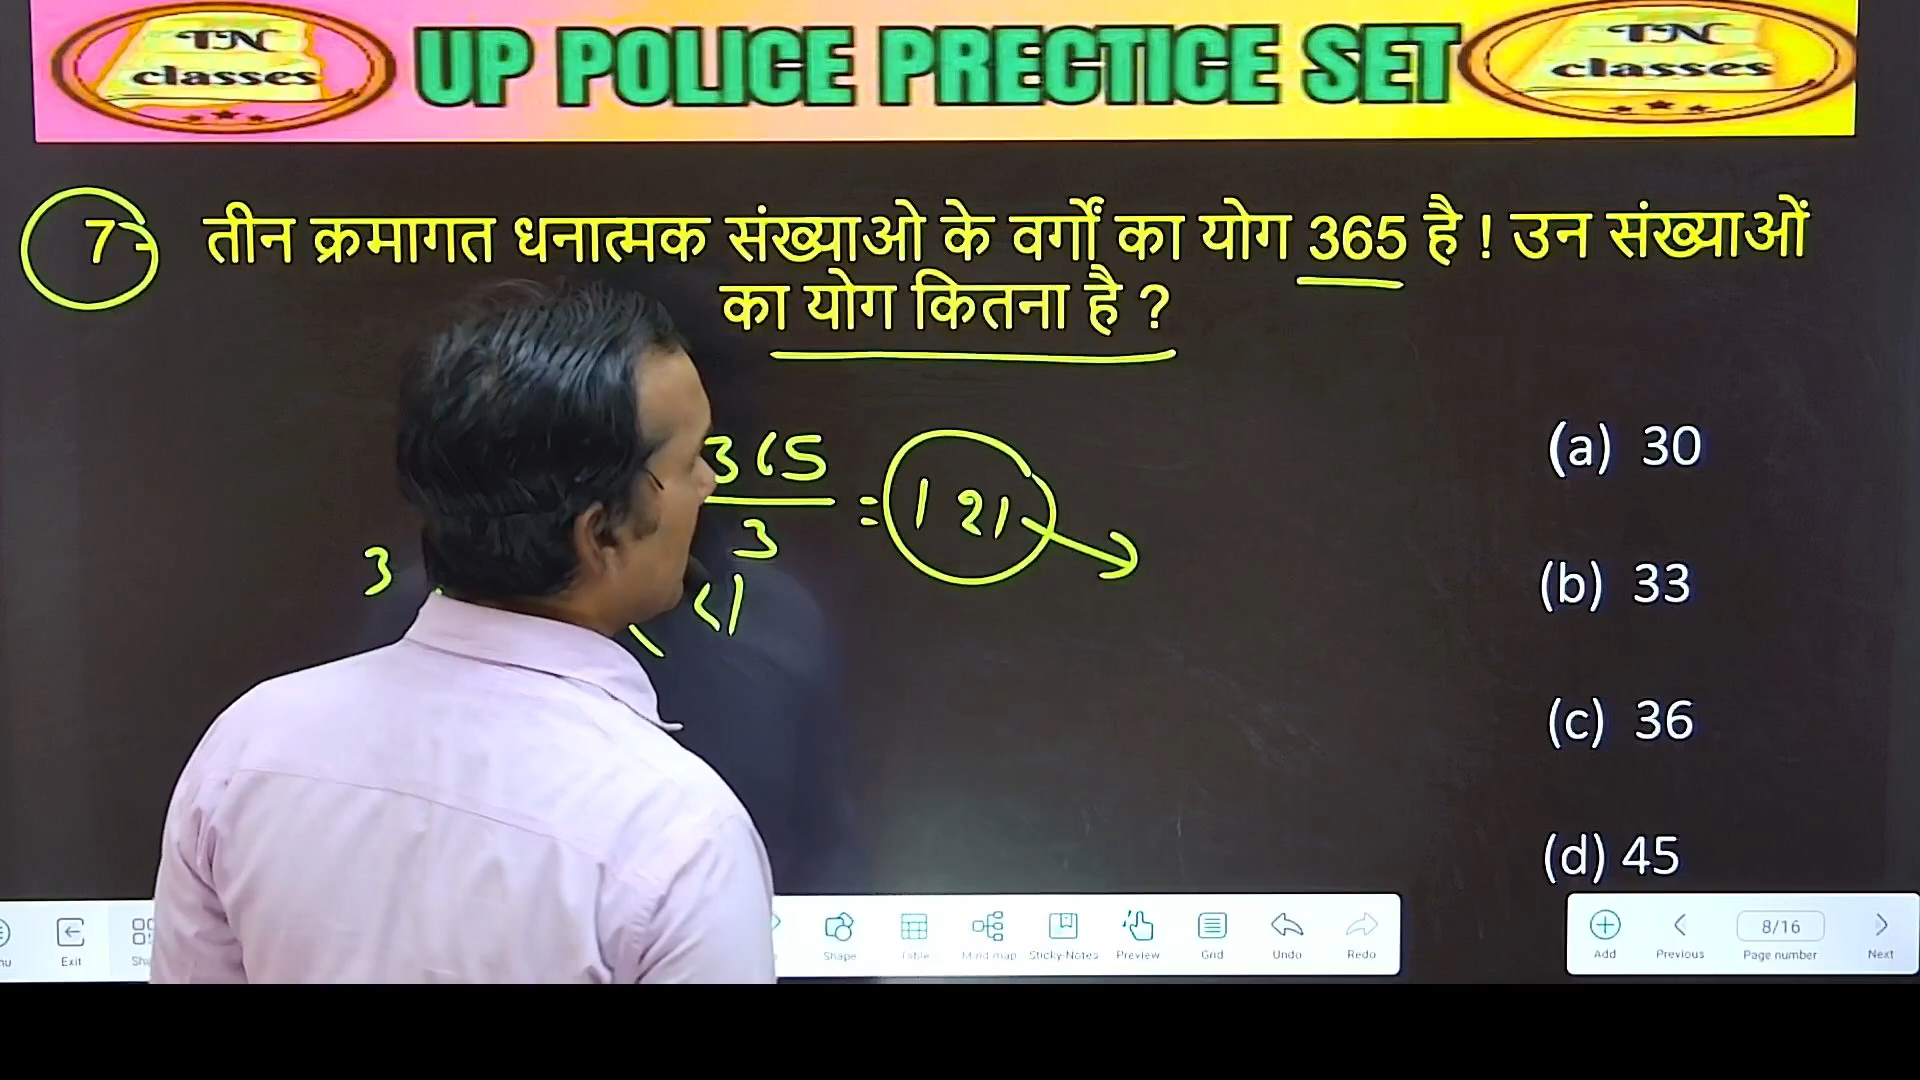 TN
classes
UP POLICE PRECTICE SET
TN
classes
7- तीन क्रमागत धनात्मक संख्याओ के वर्गों का योग 365 है ! उन संख्याओं
का योग कितना है ?
365
3
= 121
3
(a) 30
(b) 33
(c) 36
(d) 45
Exit
Shape
Table
Mind map
Sticky-Notes
Preview
Grid
Undo
Redo
Add
Previous
8/16
Page number
Next